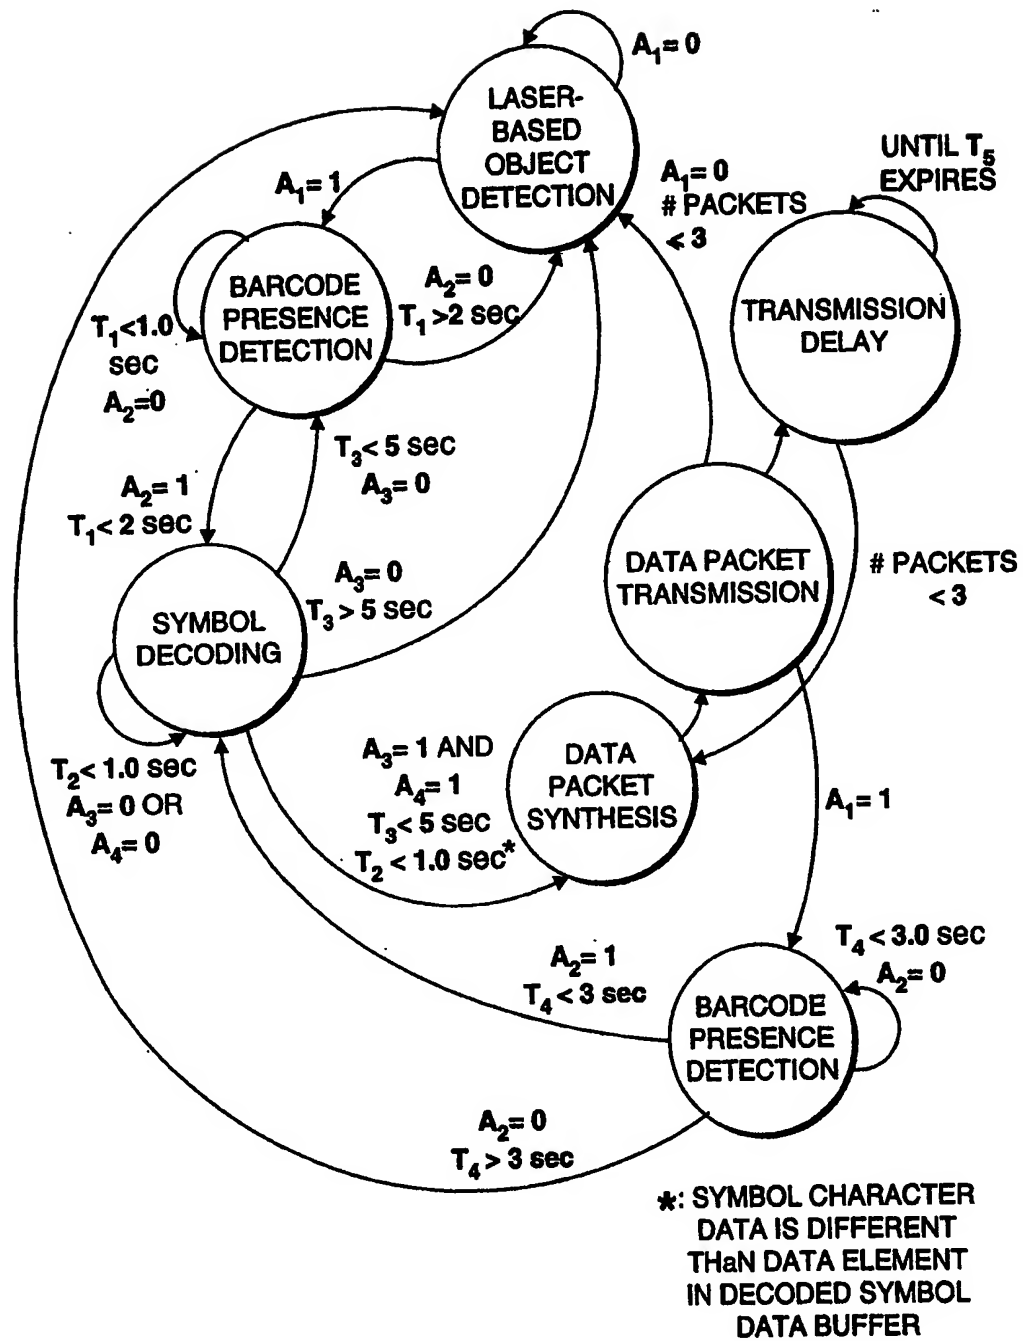 A₁= 0
LASER-
BASED
OBJECT
DETECTION
A₁= 1
A₁= 0
# PACKETS
< 3
UNTIL T₅
EXPIRES
TRANSMISSION
DELAY
BARCODE
PRESENCE
DETECTION
A₂= 0
T₁ >2 sec
T₁<1.0
sec
A₂=0
T₃< 5 sec
A₃= 0
A₂= 1
T₁< 2 sec
DATA PACKET
TRANSMISSION
# PACKETS
< 3
A₃= 0
T₃ > 5 sec
SYMBOL
DECODING
T₂< 1.0 sec
A₃= 0 OR
A₄= 0
A₃= 1 AND
A₄= 1
T₃< 5 sec
T₂ < 1.0 sec*
DATA
PACKET
SYNTHESIS
A₁= 1
A₂= 1
T₄< 3 sec
T₄< 3.0 sec
A₂= 0
BARCODE
PRESENCE
DETECTION
A₂= 0
T₄ > 3 sec
*: SYMBOL CHARACTER
DATA IS DIFFERENT
THaN DATA ELEMENT
IN DECODED SYMBOL
DATA BUFFER